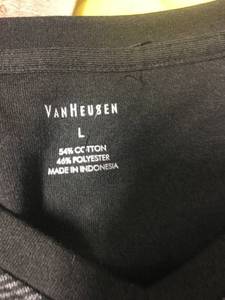 VANHEUSEN
L
54% COTTON
46% POLYESTER
MADE IN INDONESIA